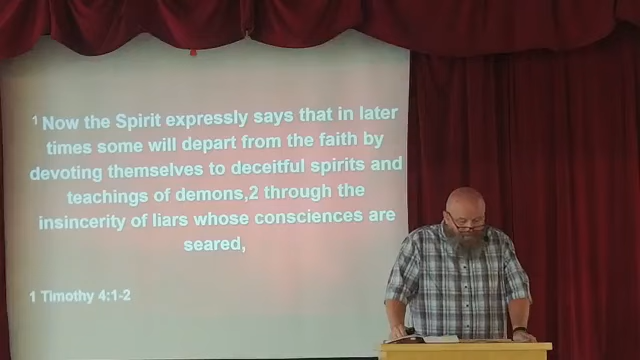 1 Now the Spirit expressly says that in later
times some will depart from the faith by
devoting themselves to deceitful spirits and
teachings of demons,2 through the
insincerity of liars whose consciences are
seared,
1 Timothy 4:1-2